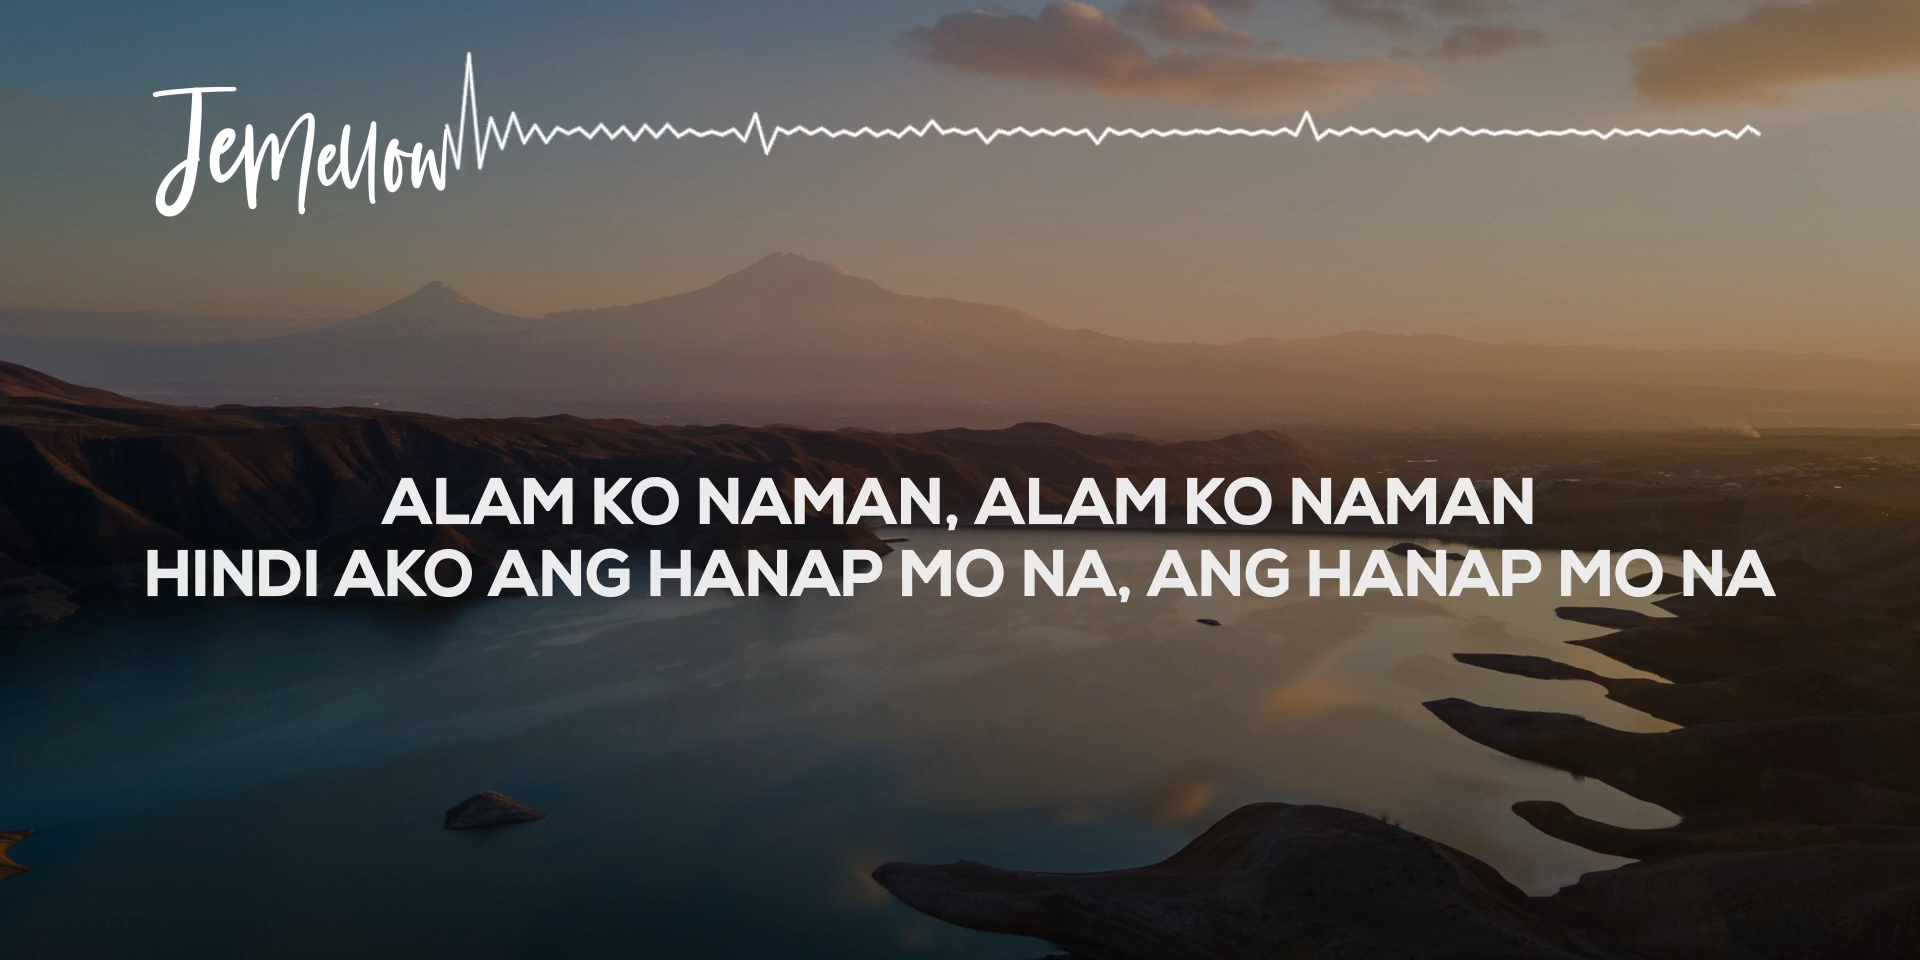 Jemellow
ALAM KO NAMAN, ALAM KO NAMAN
HINDI AKO ANG HANAP MO NA, ANG HANAP MO NA